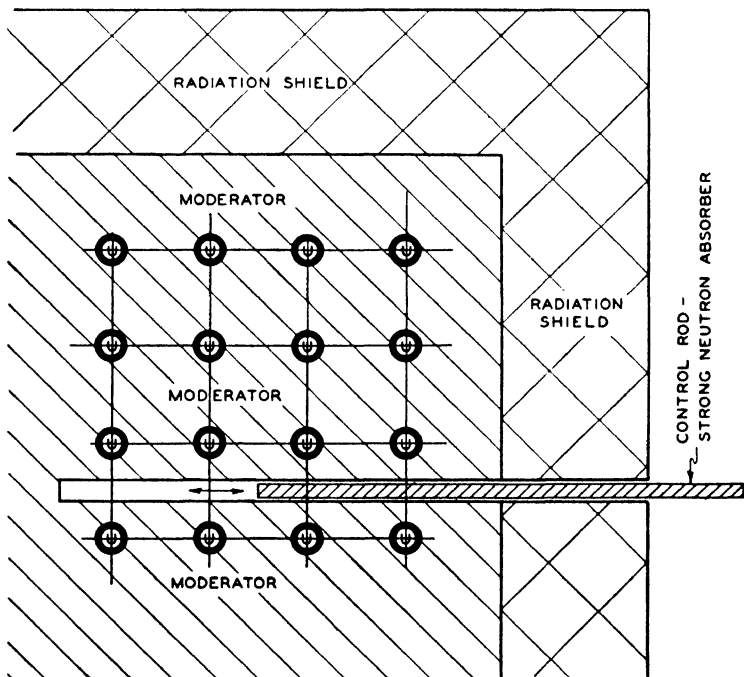 RADIATION SHIELD
MODERATOR
U U U U
U U U U
RADIATION
SHIELD
MODERATOR
U U U U
U U U U
MODERATOR
CONTROL ROD -
STRONG NEUTRON ABSORBER